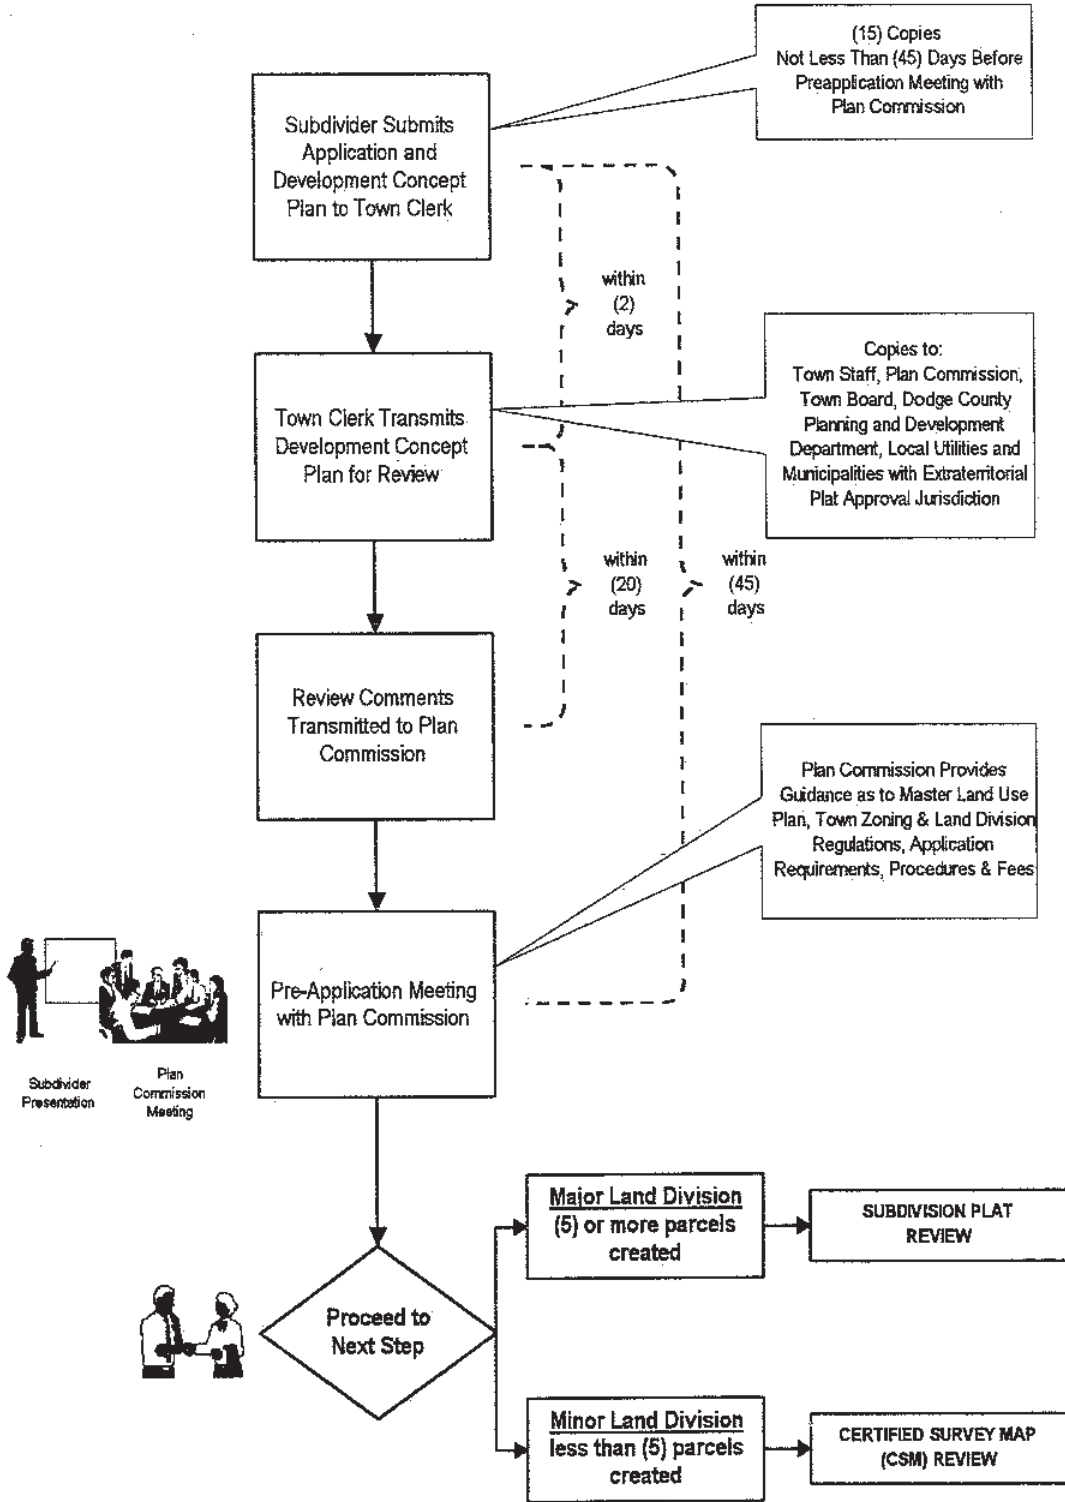 (15) Copies
Not Less Than (45) Days Before
Preapplication Meeting with
Plan Commission
Subdivider Submits
Application and
Development Concept
Plan to Town Clerk
within
(2)
days
Copies to:
Town Staff, Plan Commission,
Town Board, Dodge County
Planning and Development
Department, Local Utilities and
Municipalities with Extraterritorial
Plat Approval Jurisdiction
Town Clerk Transmits
Development Concept
Plan for Review
within
(20)
days
within
(45)
days
Review Comments
Transmitted to Plan
Commission
Plan Commission Provides
Guidance as to Master Land Use
Plan, Town Zoning & Land Division
Regulations, Application
Requirements, Procedures & Fees
Pre-Application Meeting
with Plan Commission
Subdivider
Presentation
Plan
Commission
Meeting
Major Land Division
(5) or more parcels
created
SUBDIVISION PLAT
REVIEW
Proceed to
Next Step
Minor Land Division
less than (5) parcels
created
CERTIFIED SURVEY MAP
(CSM) REVIEW